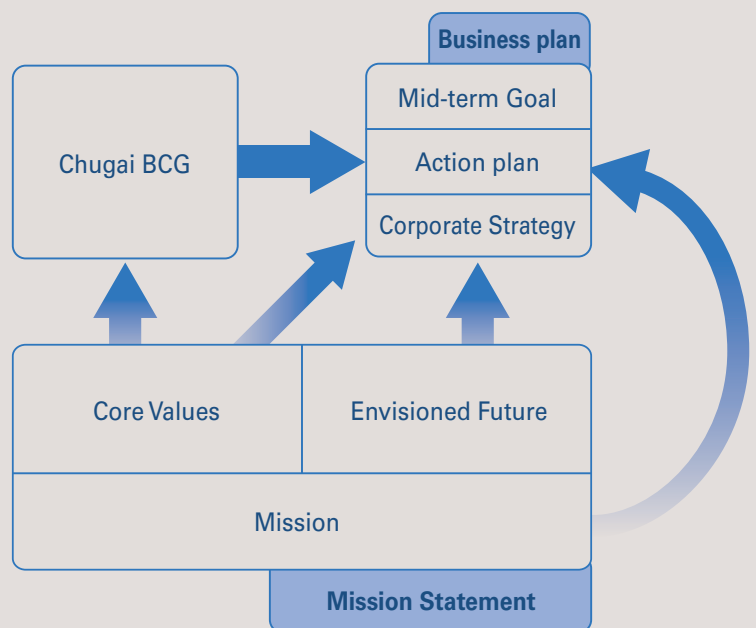 Business plan
Mid-term Goal
Chugai BCG
Action plan
Corporate Strategy
Core Values
Envisioned Future
Mission
Mission Statement